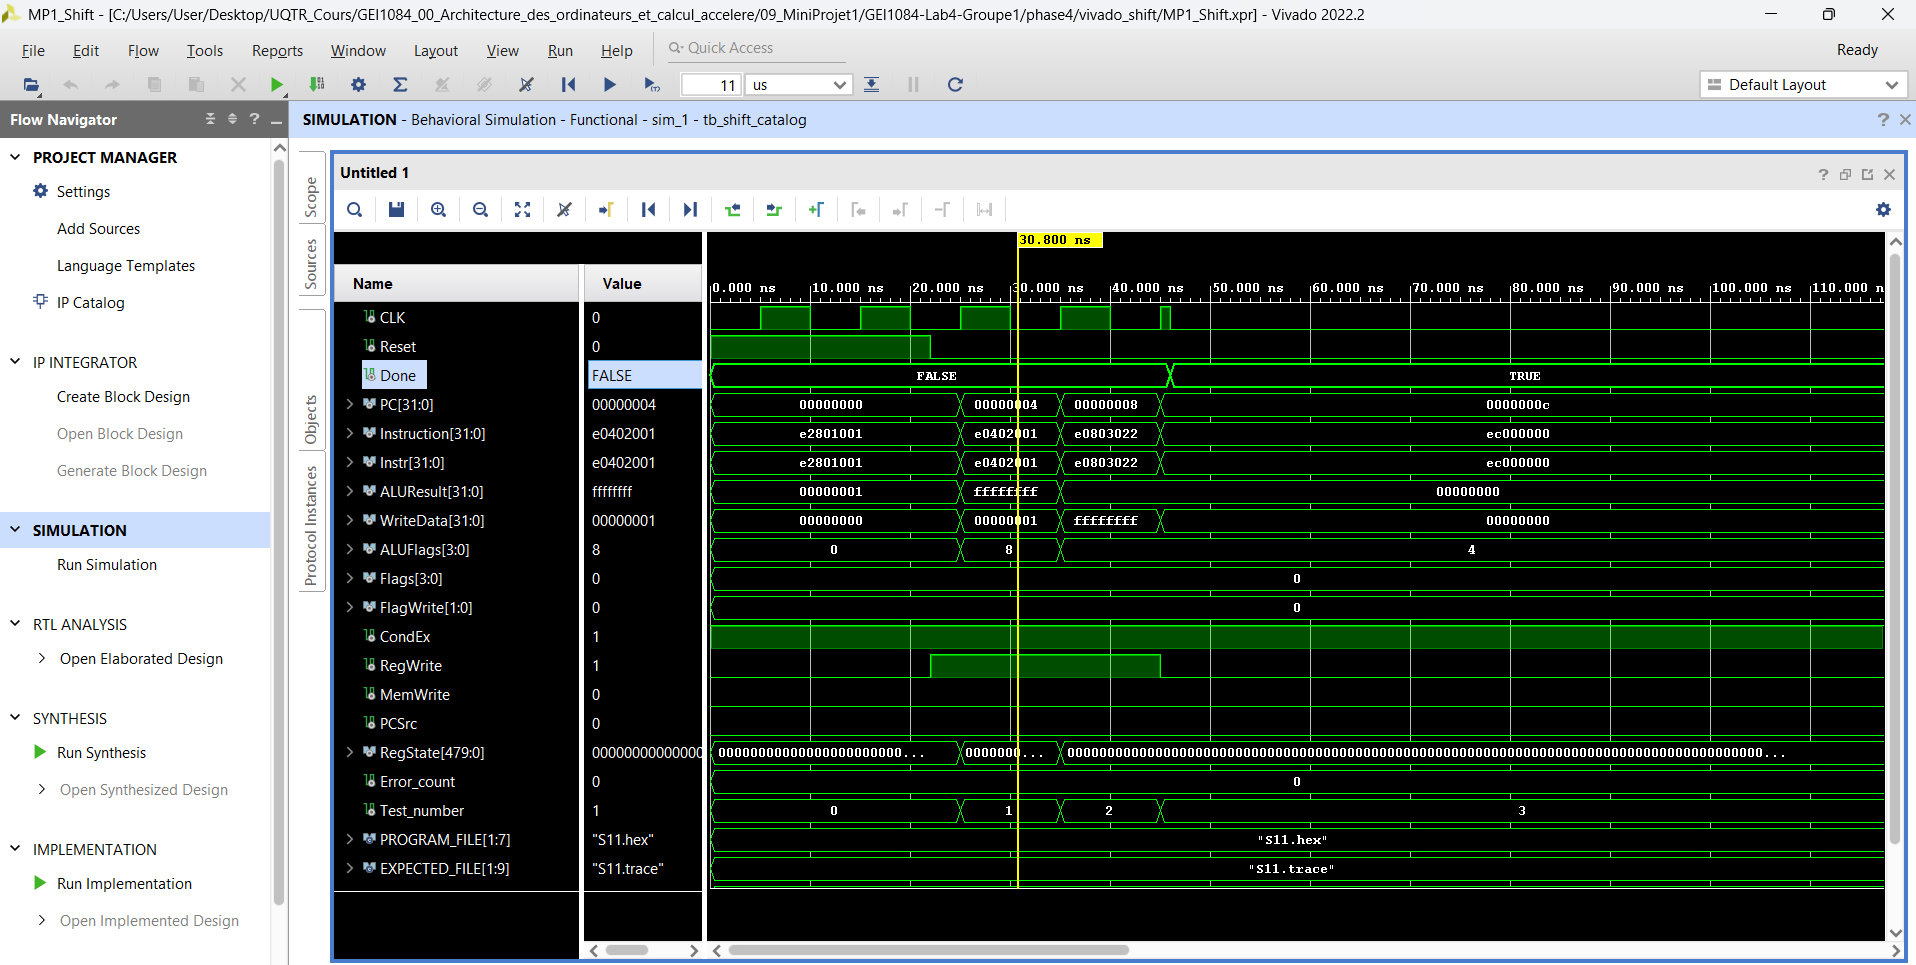 MP1_Shift - [C:/Users/User/Desktop/UQTR_Cours/GEI1084_00_Architecture_des_ordinateurs_et_calcul_accelere/09_MiniProjet1/GEI1084-Lab4-Groupe1/phase4/vivado_shift/MP1_Shift.xpr] - Vivado 2022.2
File Edit Flow Tools Reports Window Layout View Run Help Quick Access Ready
11 us Default Layout
Flow Navigator
SIMULATION - Behavioral Simulation - Functional - sim_1 - tb_shift_catalog
PROJECT MANAGER
Settings
Add Sources
Language Templates
IP Catalog
IP INTEGRATOR
Create Block Design
Open Block Design
Generate Block Design
SIMULATION
Run Simulation
RTL ANALYSIS
Open Elaborated Design
SYNTHESIS
Run Synthesis
Open Synthesized Design
IMPLEMENTATION
Run Implementation
Open Implemented Design
Scope
Sources
Objects
Protocol Instances
Untitled 1
30.800 ns
Name Value
0.000 ns 10.000 ns 20.000 ns 30.000 ns 40.000 ns 50.000 ns 60.000 ns 70.000 ns 80.000 ns 90.000 ns 100.000 ns 110.000 n
CLK 0
Reset 0
Done FALSE FALSE TRUE
PC[31:0] 00000004 00000000 00000004 00000008 0000000c
Instruction[31:0] e0402001 e2801001 e0402001 e0803022 ec000000
Instr[31:0] e0402001 e2801001 e0402001 e0803022 ec000000
ALUResult[31:0] ffffffff 00000001 ffffffff 00000000
WriteData[31:0] 00000001 00000000 00000001 ffffffff 00000000
ALUFlags[3:0] 8 0 8 4
Flags[3:0] 0 0
FlagWrite[1:0] 0 0
CondEx 1
RegWrite 1
MemWrite 0
PCSrc 0
RegState[479:0]
Error_count 0 0
Test_number 1 0 1 2 3
PROGRAM_FILE[1:7] "S11.hex" "S11.hex"
EXPECTED_FILE[1:9] "S11.trace" "S11.trace"